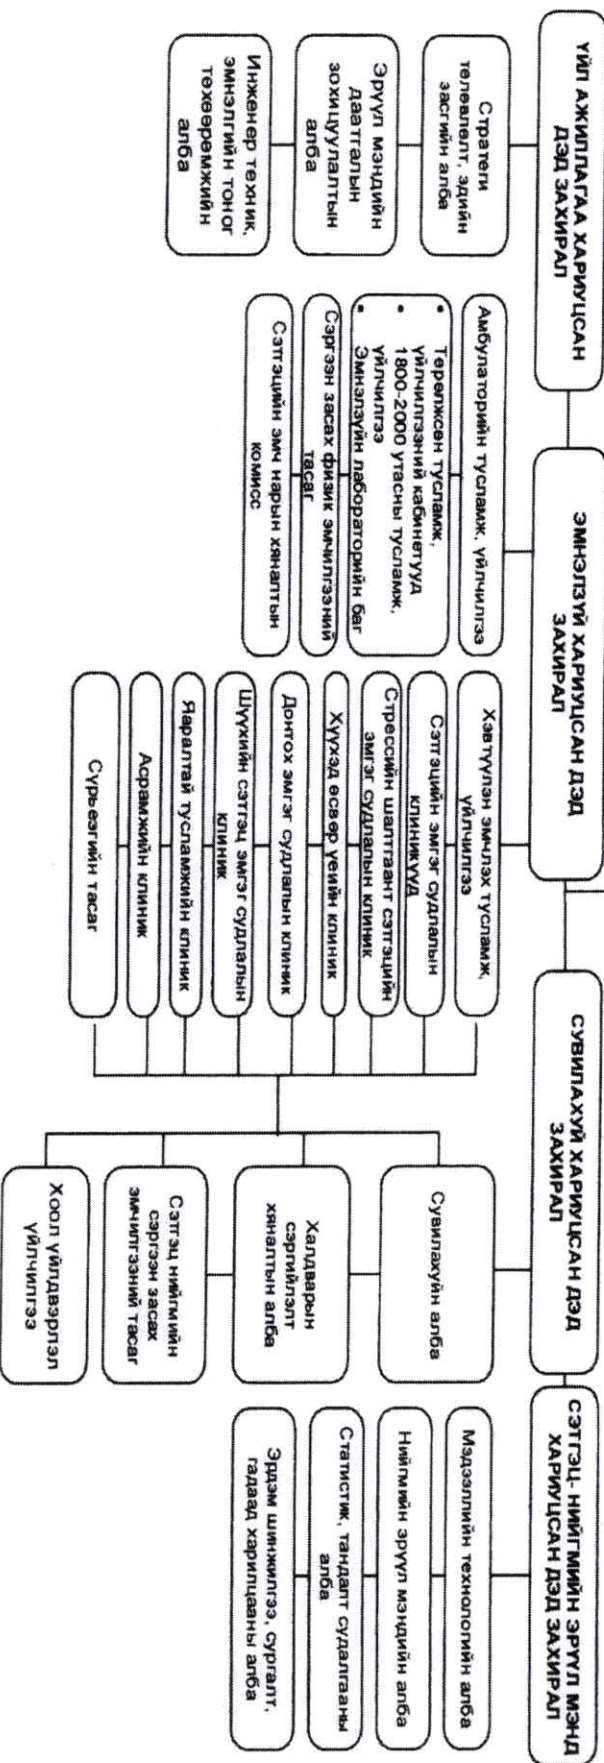 ҮЙЛ АЖИЛЛАГАА ХАРИУЦСАН
ДЭД ЗАХИРАЛ
Стратеги
төлөвлөлт, эдийн
засгийн алба
Эрүүл мэндийн
даатгалын
зохицуулалтын
алба
Инженер техник,
эмнэлгийн тоног
төхөөрөмжийн
алба
ЭМНЭЛЗҮЙ ХАРИУЦСАН ДЭД
ЗАХИРАЛ
Амбулаторийн тусламж, үйлчилгээ
• Төрөлжсөн тусламж,
үйлчилгээний кабинетууд
• 1800-2000 утасны тусламж,
үйлчилгээ
• Эмнэлзүйн лабораторийн баг
Сэргээн засах физик эмчилгээний
тасаг
Сэтгэцийн эмч нарын хяналтын
комисс
Хэвтүүлэн эмчлэх тусламж,
үйлчилгээ
Сэтгэцийн эмгэг судлалын
клиникүүд
Стрессийн шалтгаант сэтгэцийн
эмгэг судлалын клиник
Хүүхэд өсвөр үеийн клиник
Донтох эмгэг судлалын клиник
Шүүхийн сэтгэц эмгэг судлалын
клиник
Яаралтай тусламжийн клиник
Асрамжийн клиник
Сүрьеэгийн тасаг
СУВИЛАХУЙ ХАРИУЦСАН ДЭД
ЗАХИРАЛ
Сувилахуйн алба
Халдварын
сэргийлэлт
хяналтын алба
Сэтгэц нийгмийн
сэргээн засах
эмчилгээний тасаг
Хоол үйлдвэрлэл
үйлчилгээ
СЭТГЭЦ- НИЙГМИЙН ЭРҮҮЛ МЭНД
ХАРИУЦСАН ДЭД ЗАХИРАЛ
Мэдээллийн технологийн алба
Нийгмийн эрүүл мэндийн алба
Статистик, тандалт судалгааны
алба
Эрдэм шинжилгээ, сургалт,
гадаад харилцааны алба